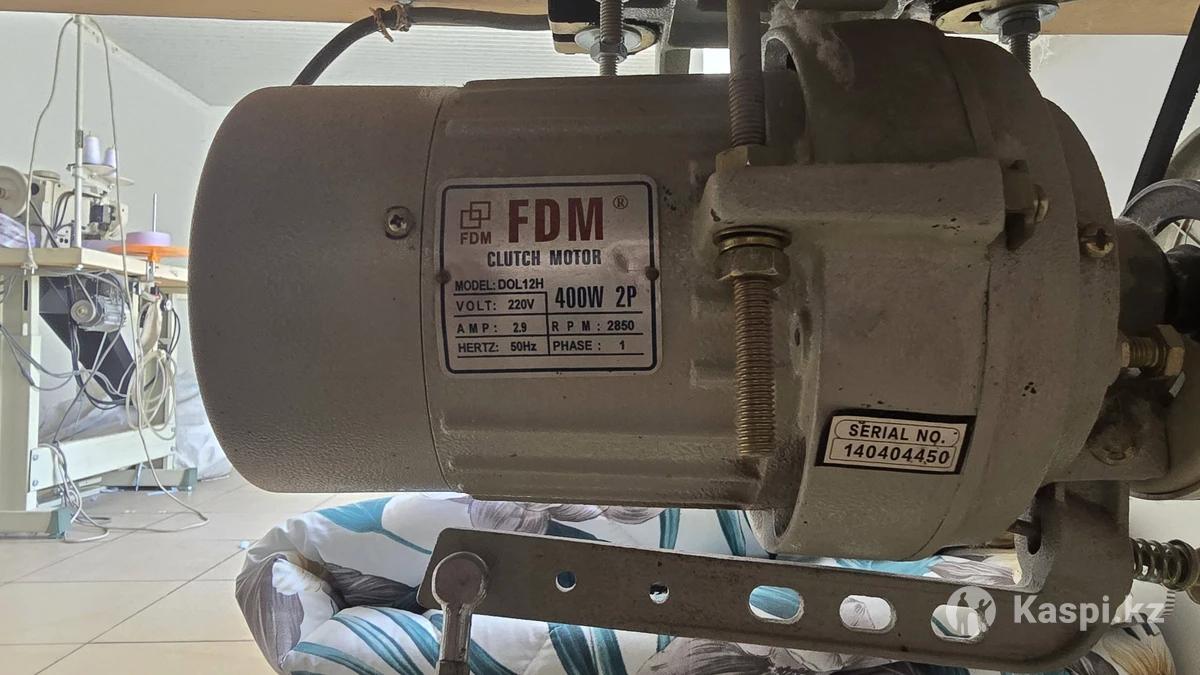 FDM ®
FDM
CLUTCH MOTOR
MODEL: DOL12H
400W 2P
VOLT: 220V
AMP: 2.9
RPM: 2850
HERTZ: 50Hz
PHASE: 1
SERIAL NO.
140404450
Kaspi.kz